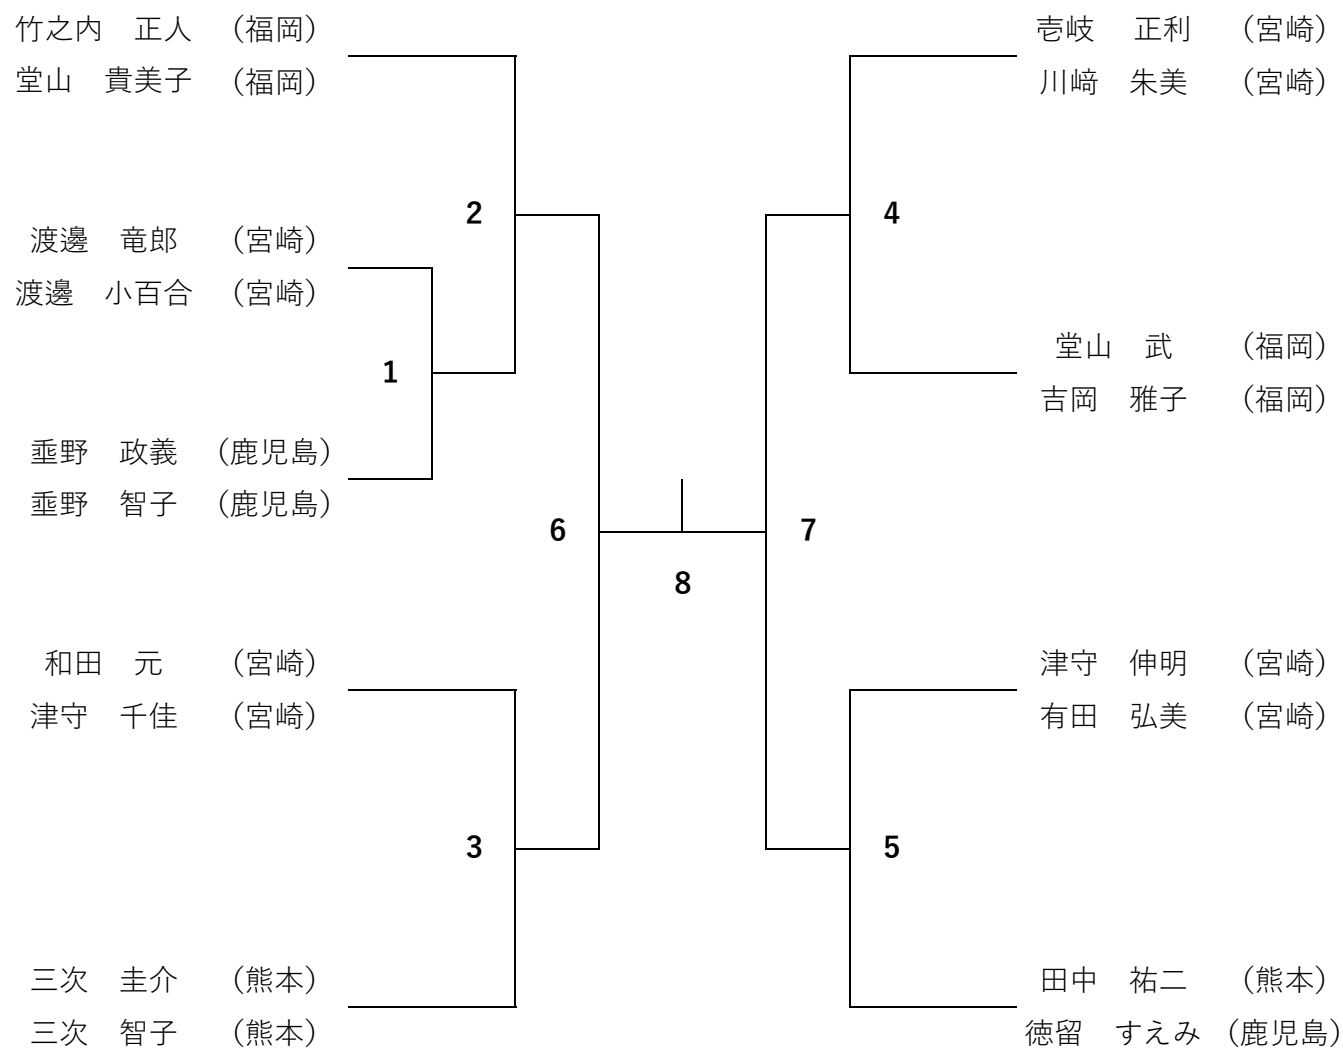 竹之内　正人　（福岡）
堂山　貴美子　（福岡）
2
渡邊　竜郎　（宮崎）
渡邊　小百合　（宮崎）
1
埀野　政義　（鹿児島）
埀野　智子　（鹿児島）
6
和田　元　（宮崎）
津守　千佳　（宮崎）
3
三次　圭介　（熊本）
三次　智子　（熊本）
8
壱岐　正利　（宮崎）
川﨑　朱美　（宮崎）
4
堂山　武　（福岡）
吉岡　雅子　（福岡）
7
津守　伸明　（宮崎）
有田　弘美　（宮崎）
5
田中　祐二　（熊本）
徳留　すえみ　（鹿児島）